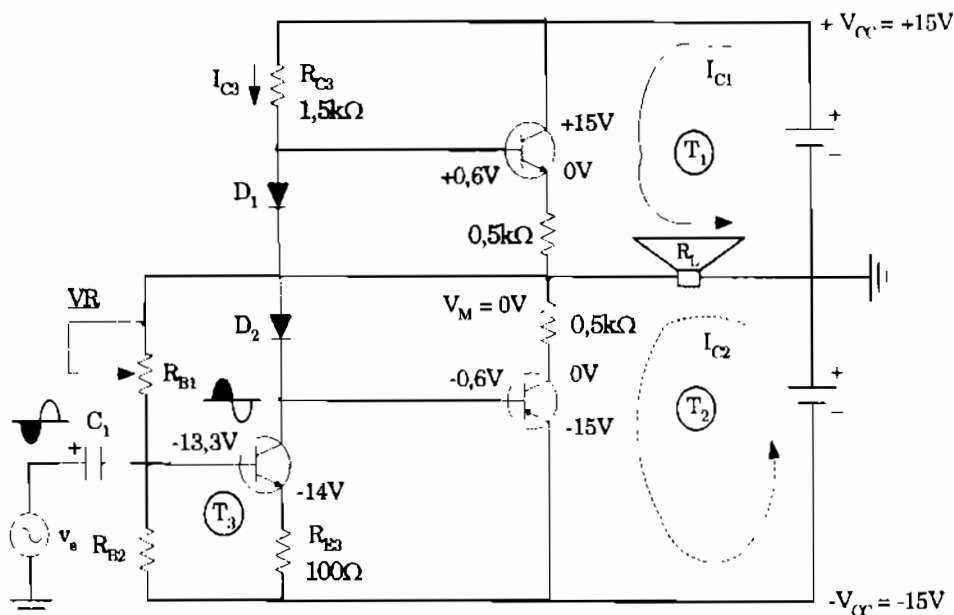 + V_CC = +15V
I_C3
R_C3
1,5kΩ
I_C1
+
−
+15V
T_1
+0,6V
0V
D_1
0,5kΩ
R_L
VR
V_M = 0V
0,5kΩ
D_2
I_C2
R_B1
-0,6V
0V
+
−
T_2
-15V
C_1
+
-13,3V
-14V
T_3
v_e
R_B2
R_E3
100Ω
-V_CC = -15V